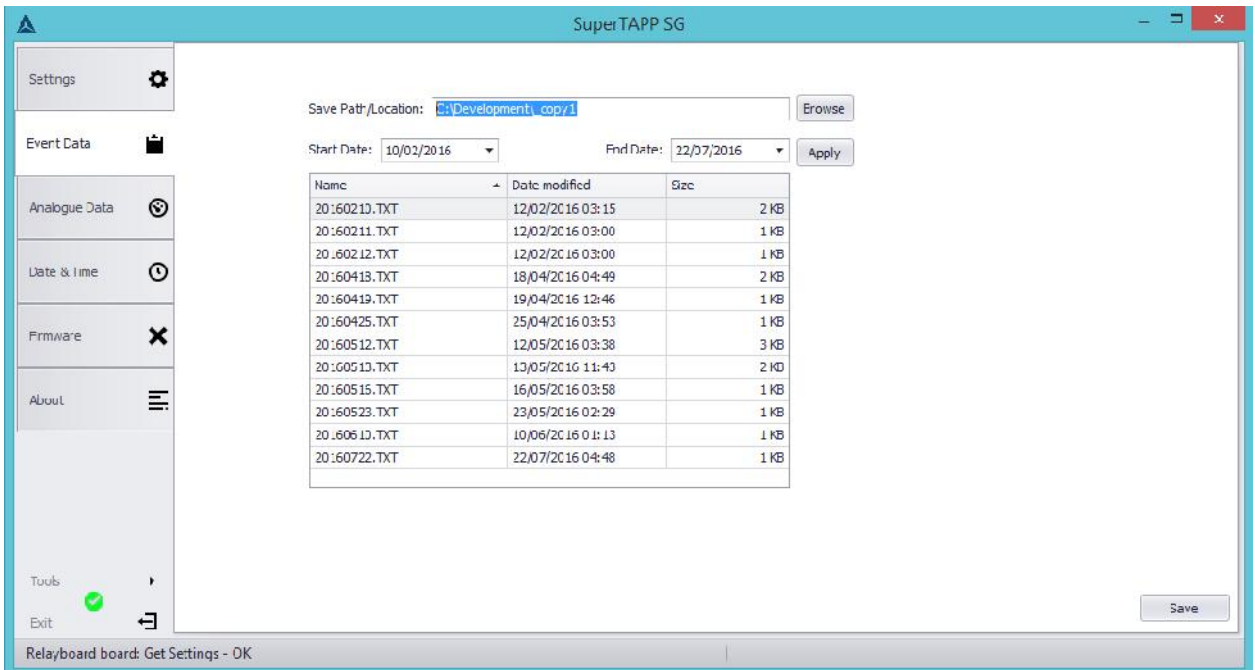 SuperTAPP SG
Settings
Event Data
Analogue Data
Date & Time
Firmware
About
Tools
Exit
Save Path/Location: C:\Development\_copy1 Browse
Start Date: 10/02/2016 End Date: 22/07/2016 Apply
Name Date modified Size
20160210.TXT 12/02/2016 03:15 2 KB
20160211.TXT 12/02/2016 03:00 1 KB
20160212.TXT 12/02/2016 03:00 1 KB
20160418.TXT 18/04/2016 04:49 2 KB
20160419.TXT 19/04/2016 12:46 1 KB
20160425.TXT 25/04/2016 03:53 1 KB
20160512.TXT 12/05/2016 03:38 3 KB
20160513.TXT 13/05/2016 11:43 2 KB
20160516.TXT 16/05/2016 03:58 1 KB
20160523.TXT 23/05/2016 02:29 1 KB
20160610.TXT 10/06/2016 01:13 1 KB
20160722.TXT 22/07/2016 04:48 1 KB
Save
Relayboard board: Get Settings - OK